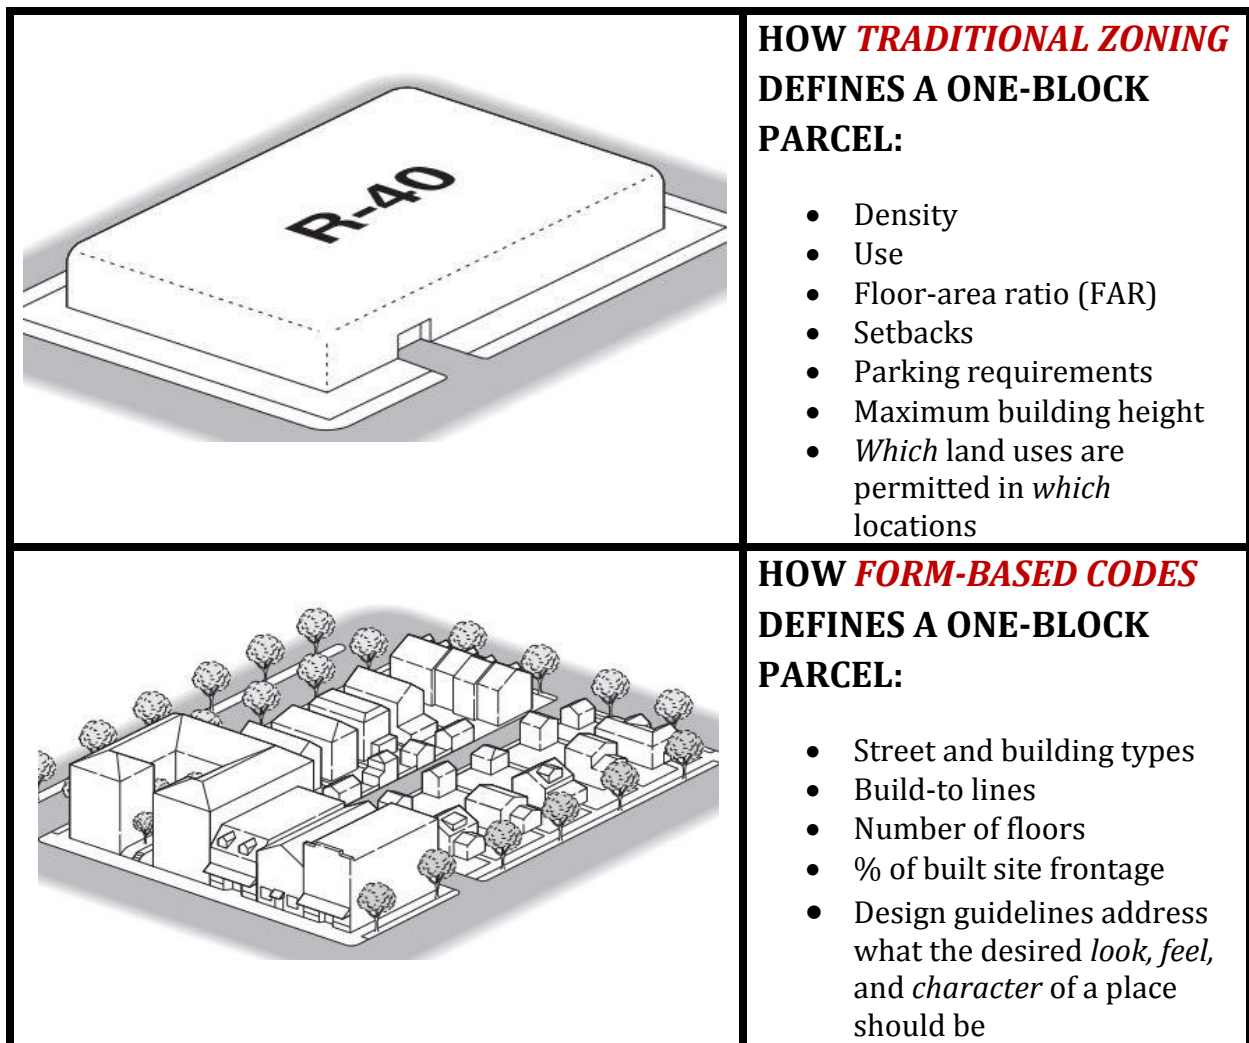 R-40
HOW TRADITIONAL ZONING
DEFINES A ONE-BLOCK
PARCEL:
• Density
• Use
• Floor-area ratio (FAR)
• Setbacks
• Parking requirements
• Maximum building height
• Which land uses are
permitted in which
locations
HOW FORM-BASED CODES
DEFINES A ONE-BLOCK
PARCEL:
• Street and building types
• Build-to lines
• Number of floors
• % of built site frontage
• Design guidelines address
what the desired look, feel,
and character of a place
should be